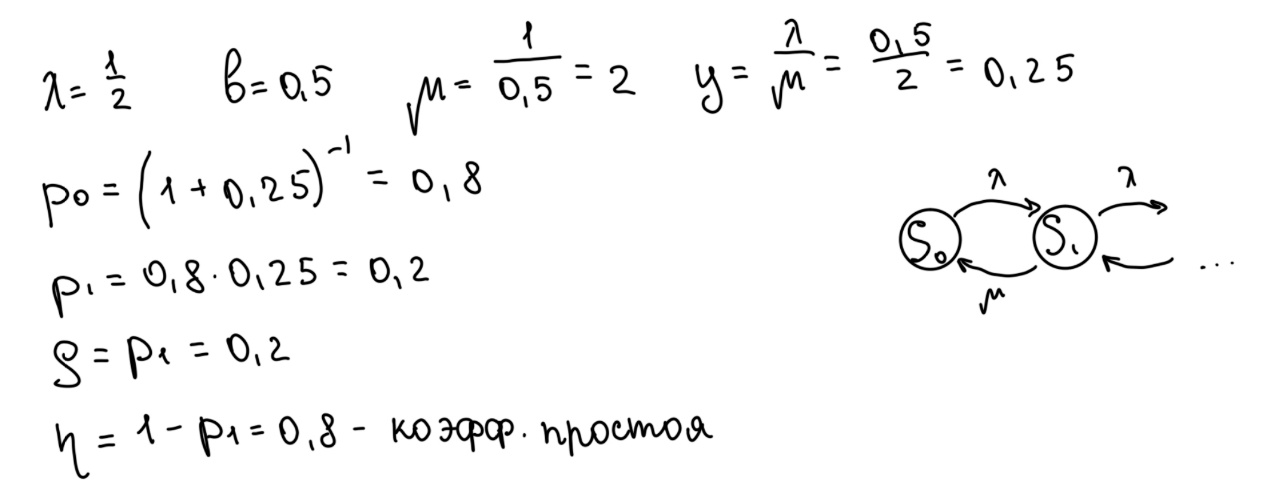 λ = 1/2 b = 0,5 μ = 1/0,5 = 2 y = λ/μ = 0,5/2 = 0,25
p₀ = (1 + 0,25)⁻¹ = 0,8
p₁ = 0,8 · 0,25 = 0,2
ρ = p₁ = 0,2
η = 1 - p₁ = 0,8 - коэфф. простоя
λ λ
S₀ S₁
μ ...